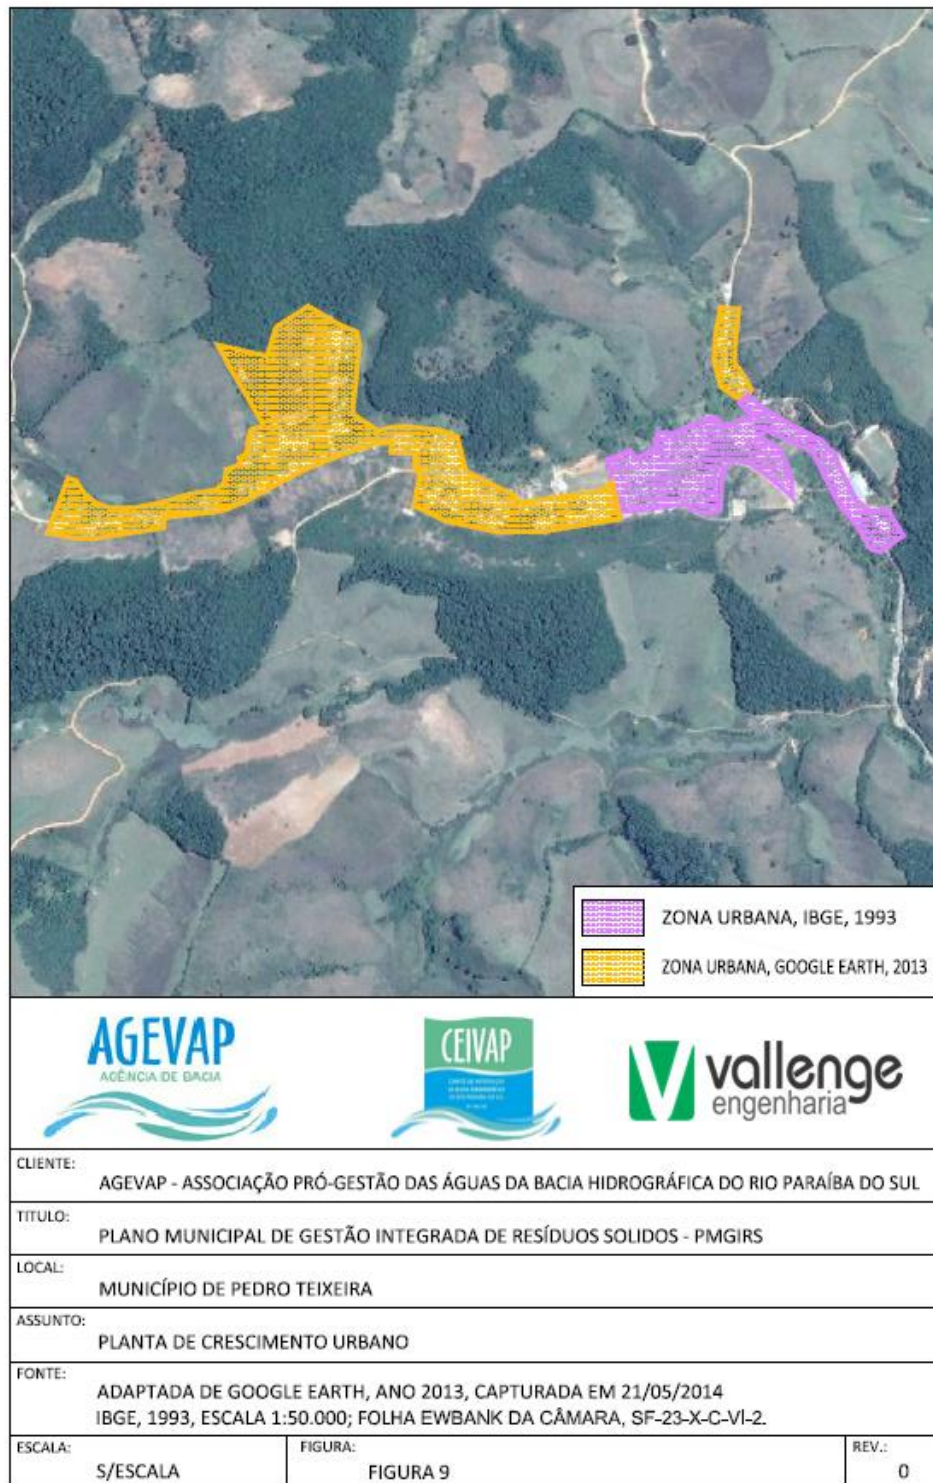 ZONA URBANA, IBGE, 1993
ZONA URBANA, GOOGLE EARTH, 2013
AGEVAP
AGÊNCIA DE BACIA
CEIVAP
vallenge
engenharia
CLIENTE:
AGEVAP - ASSOCIAÇÃO PRÓ-GESTÃO DAS ÁGUAS DA BACIA HIDROGRÁFICA DO RIO PARAÍBA DO SUL
TITULO:
PLANO MUNICIPAL DE GESTÃO INTEGRADA DE RESÍDUOS SOLIDOS - PMGIRS
LOCAL:
MUNICÍPIO DE PEDRO TEIXEIRA
ASSUNTO:
PLANTA DE CRESCIMENTO URBANO
FONTE:
ADAPTADA DE GOOGLE EARTH, ANO 2013, CAPTURADA EM 21/05/2014
IBGE, 1993, ESCALA 1:50.000; FOLHA EWBANK DA CÂMARA, SF-23-X-C-VI-2.
ESCALA:
S/ESCALA
FIGURA:
FIGURA 9
REV.:
0